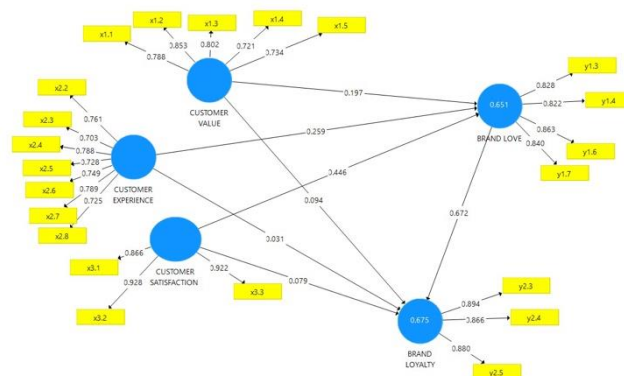 x1.1
x1.2
x1.3
x1.4
x1.5
0.788
0.853
0.802
0.721
0.734
CUSTOMER
VALUE
x2.2
x2.3
x2.4
x2.5
x2.6
x2.7
x2.8
0.761
0.703
0.788
0.728
0.749
0.789
0.725
CUSTOMER
EXPERIENCE
x3.1
x3.2
x3.3
0.866
0.928
0.922
CUSTOMER
SATISFACTION
0.197
0.259
0.446
0.094
0.031
0.079
0.672
0.651
BRAND LOVE
0.828
0.822
0.863
0.840
y1.3
y1.4
y1.6
y1.7
0.675
BRAND
LOYALTY
0.894
0.866
0.880
y2.3
y2.4
y2.5